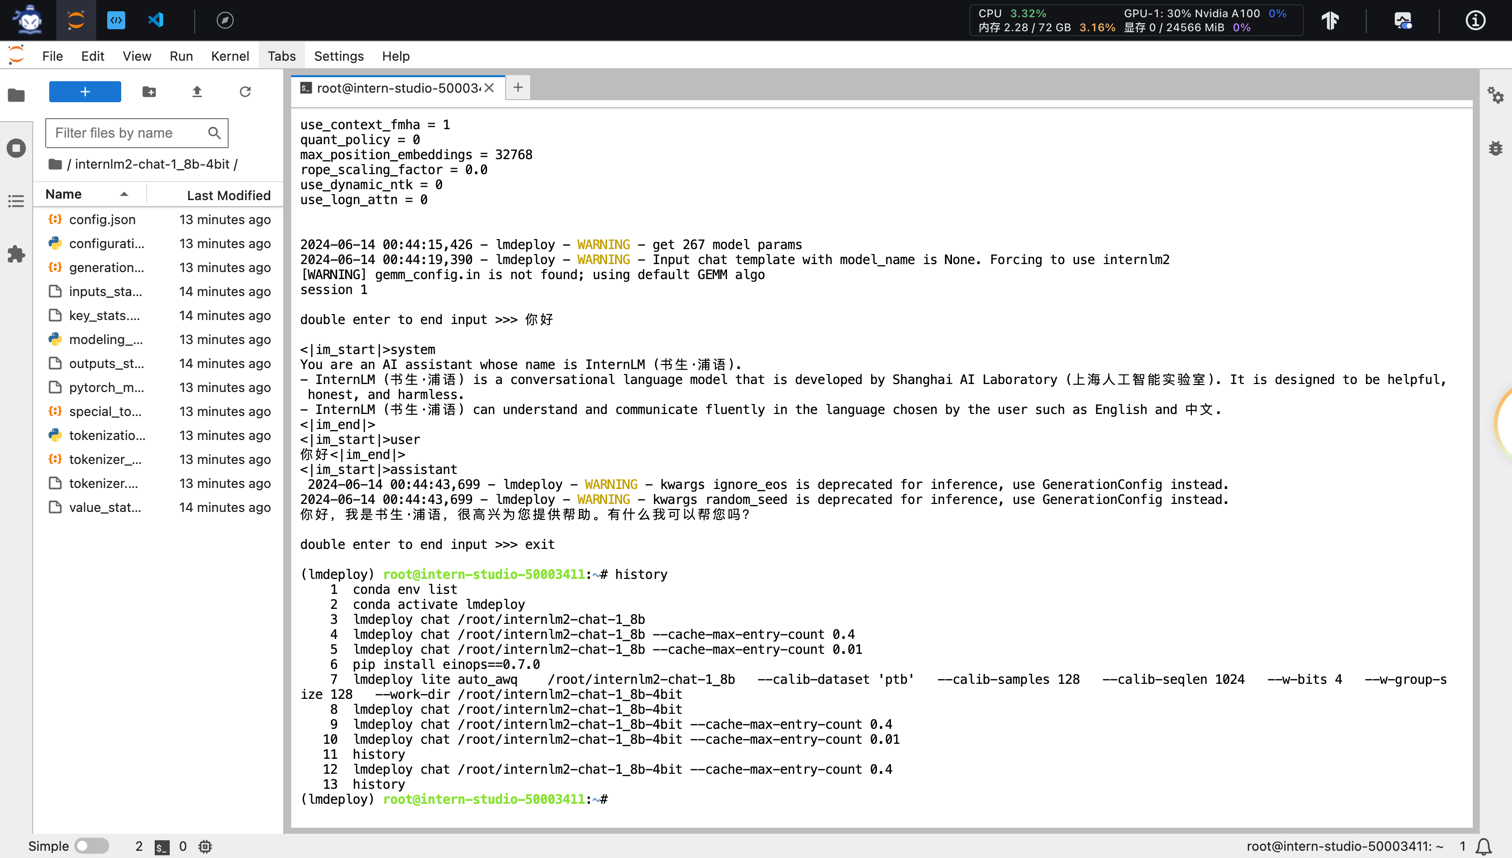 CPU 3.32% GPU-1: 30% Nvidia A100 0%
内存 2.28 / 72 GB 3.16% 显存 0 / 24566 MiB 0%
File Edit View Run Kernel Tabs Settings Help
root@intern-studio-50003
Filter files by name
/ internlm2-chat-1_8b-4bit /
Name Last Modified
config.json 13 minutes ago
configurati... 13 minutes ago
generation... 13 minutes ago
inputs_sta... 14 minutes ago
key_stats.... 14 minutes ago
modeling_... 13 minutes ago
outputs_st... 14 minutes ago
pytorch_m... 13 minutes ago
special_to... 13 minutes ago
tokenizatio... 13 minutes ago
tokenizer_... 13 minutes ago
tokenizer.... 13 minutes ago
value_stat... 14 minutes ago
use_context_fmha = 1
quant_policy = 0
max_position_embeddings = 32768
rope_scaling_factor = 0.0
use_dynamic_ntk = 0
use_logn_attn = 0
2024-06-14 00:44:15,426 - lmdeploy - WARNING - get 267 model params
2024-06-14 00:44:19,390 - lmdeploy - WARNING - Input chat template with model_name is None. Forcing to use internlm2
[WARNING] gemm_config.in is not found; using default GEMM algo
session 1
double enter to end input >>> 你好
<|im_start|>system
You are an AI assistant whose name is InternLM (书生·浦语).
- InternLM (书生·浦语) is a conversational language model that is developed by Shanghai AI Laboratory (上海人工智能实验室). It is designed to be helpful,
honest, and harmless.
- InternLM (书生·浦语) can understand and communicate fluently in the language chosen by the user such as English and 中文.
<|im_end|>
<|im_start|>user
你好<|im_end|>
<|im_start|>assistant
2024-06-14 00:44:43,699 - lmdeploy - WARNING - kwargs ignore_eos is deprecated for inference, use GenerationConfig instead.
2024-06-14 00:44:43,699 - lmdeploy - WARNING - kwargs random_seed is deprecated for inference, use GenerationConfig instead.
你好，我是书生·浦语，很高兴为您提供帮助。有什么我可以帮您吗？
double enter to end input >>> exit
(lmdeploy) root@intern-studio-50003411:~# history
1 conda env list
2 conda activate lmdeploy
3 lmdeploy chat /root/internlm2-chat-1_8b
4 lmdeploy chat /root/internlm2-chat-1_8b --cache-max-entry-count 0.4
5 lmdeploy chat /root/internlm2-chat-1_8b --cache-max-entry-count 0.01
6 pip install einops==0.7.0
7 lmdeploy lite auto_awq /root/internlm2-chat-1_8b --calib-dataset 'ptb' --calib-samples 128 --calib-seqlen 1024 --w-bits 4 --w-group-s
ize 128 --work-dir /root/internlm2-chat-1_8b-4bit
8 lmdeploy chat /root/internlm2-chat-1_8b-4bit
9 lmdeploy chat /root/internlm2-chat-1_8b-4bit --cache-max-entry-count 0.4
10 lmdeploy chat /root/internlm2-chat-1_8b-4bit --cache-max-entry-count 0.01
11 history
12 lmdeploy chat /root/internlm2-chat-1_8b-4bit --cache-max-entry-count 0.4
13 history
(lmdeploy) root@intern-studio-50003411:~#
Simple 2 0 root@intern-studio-50003411: ~ 1